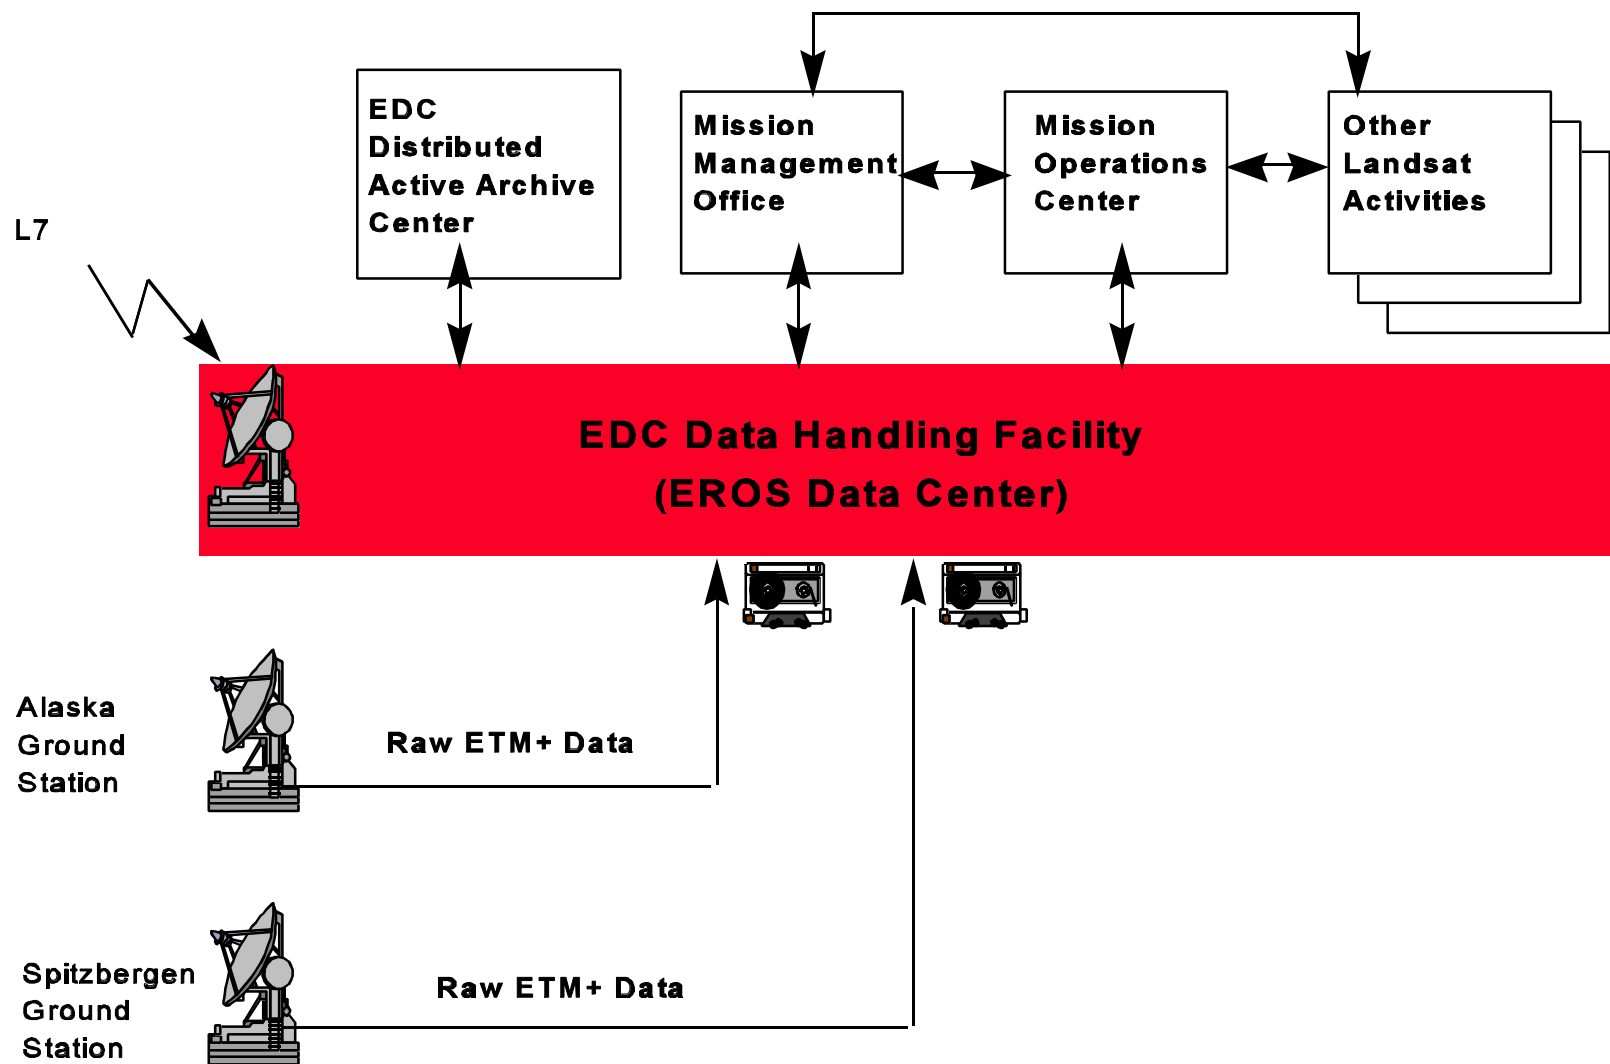 EDC
Distributed
Active Archive
Center
Mission
Management
Office
Mission
Operations
Center
Other
Landsat
Activities
L7
EDC Data Handling Facility
(EROS Data Center)
Alaska
Ground
Station
Raw ETM+ Data
Spitzbergen
Ground
Station
Raw ETM+ Data